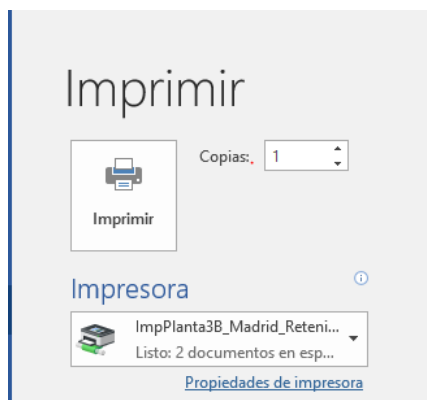 Imprimir
Copias:. 1
Imprimir
Impresora
ImpPlanta3B_Madrid_Reteni...
Listo: 2 documentos en esp...
Propiedades de impresora